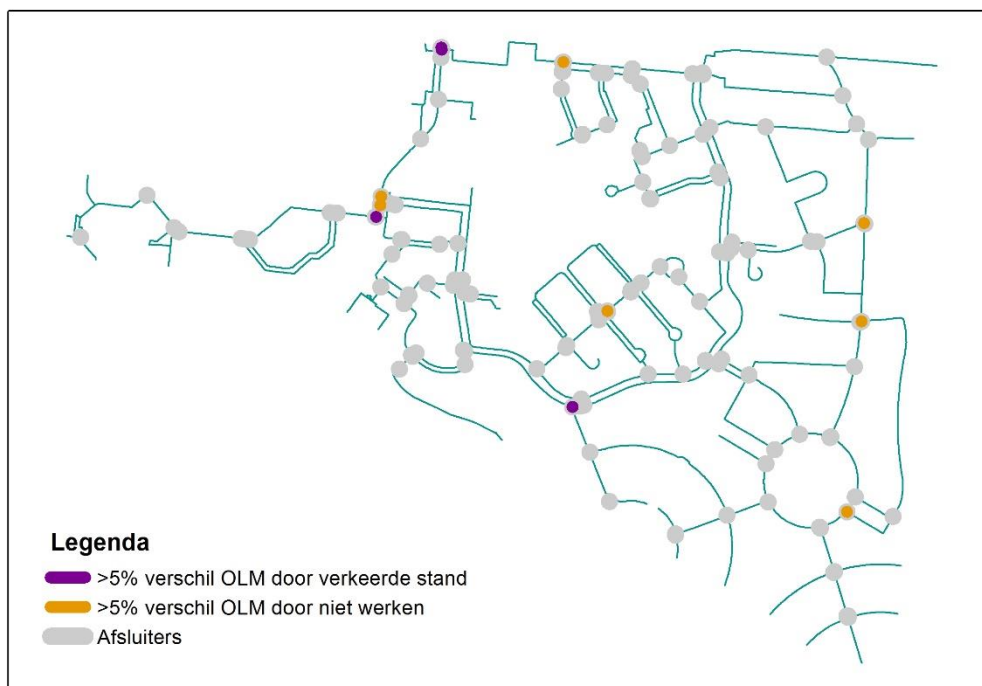 Legenda
>5% verschil OLM door verkeerde stand
>5% verschil OLM door niet werken
Afsluiters